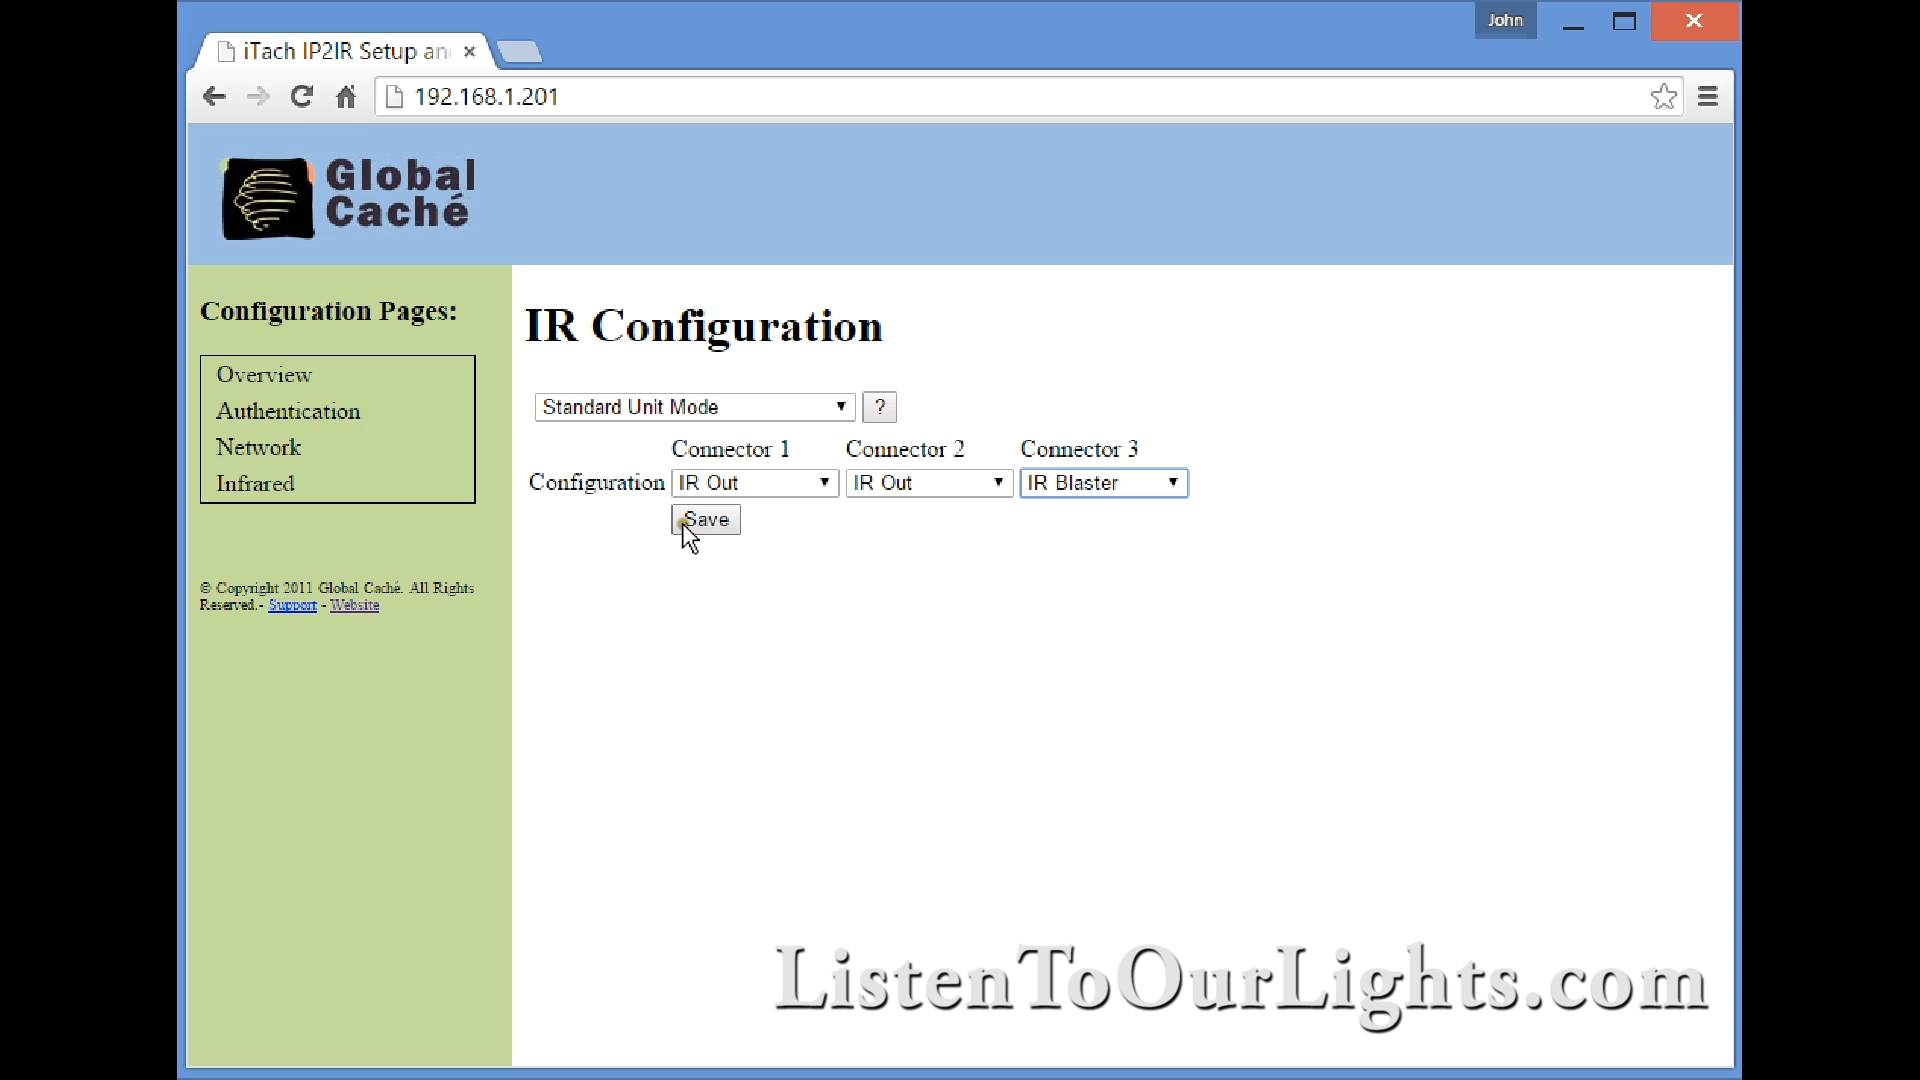 John
iTach IP2IR Setup an
192.168.1.201
Global
Caché
Configuration Pages:
Overview
Authentication
Network
Infrared
© Copyright 2011 Global Caché. All Rights
Reserved.- Support - Website
IR Configuration
Standard Unit Mode ?
Connector 1 Connector 2 Connector 3
Configuration IR Out IR Out IR Blaster
Save
ListenToOurLights.com